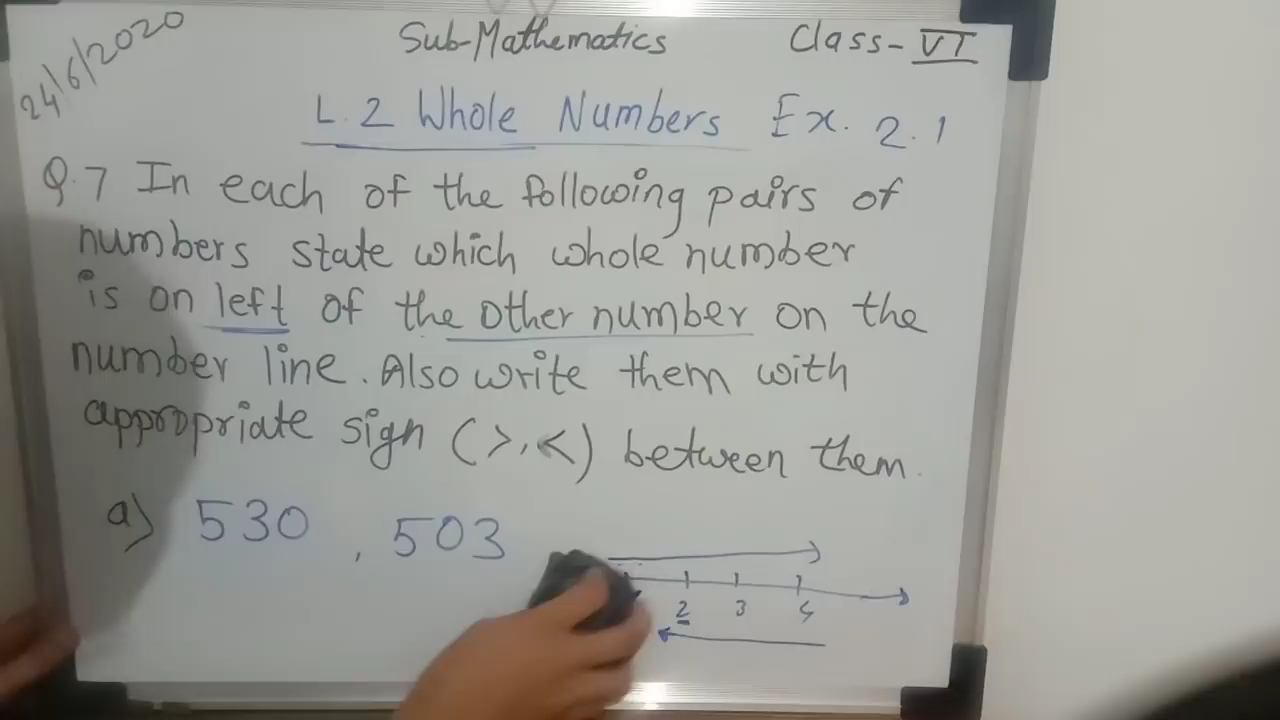 24/6/2020
Sub-Mathematics Class-VI
L.2 Whole Numbers Ex. 2.1
Q.7 In each of the following pairs of
numbers state which whole number
is on left of the other number on the
number line. Also write them with
appropriate sign (>,<) between them.
a) 530 , 503
2 3 4